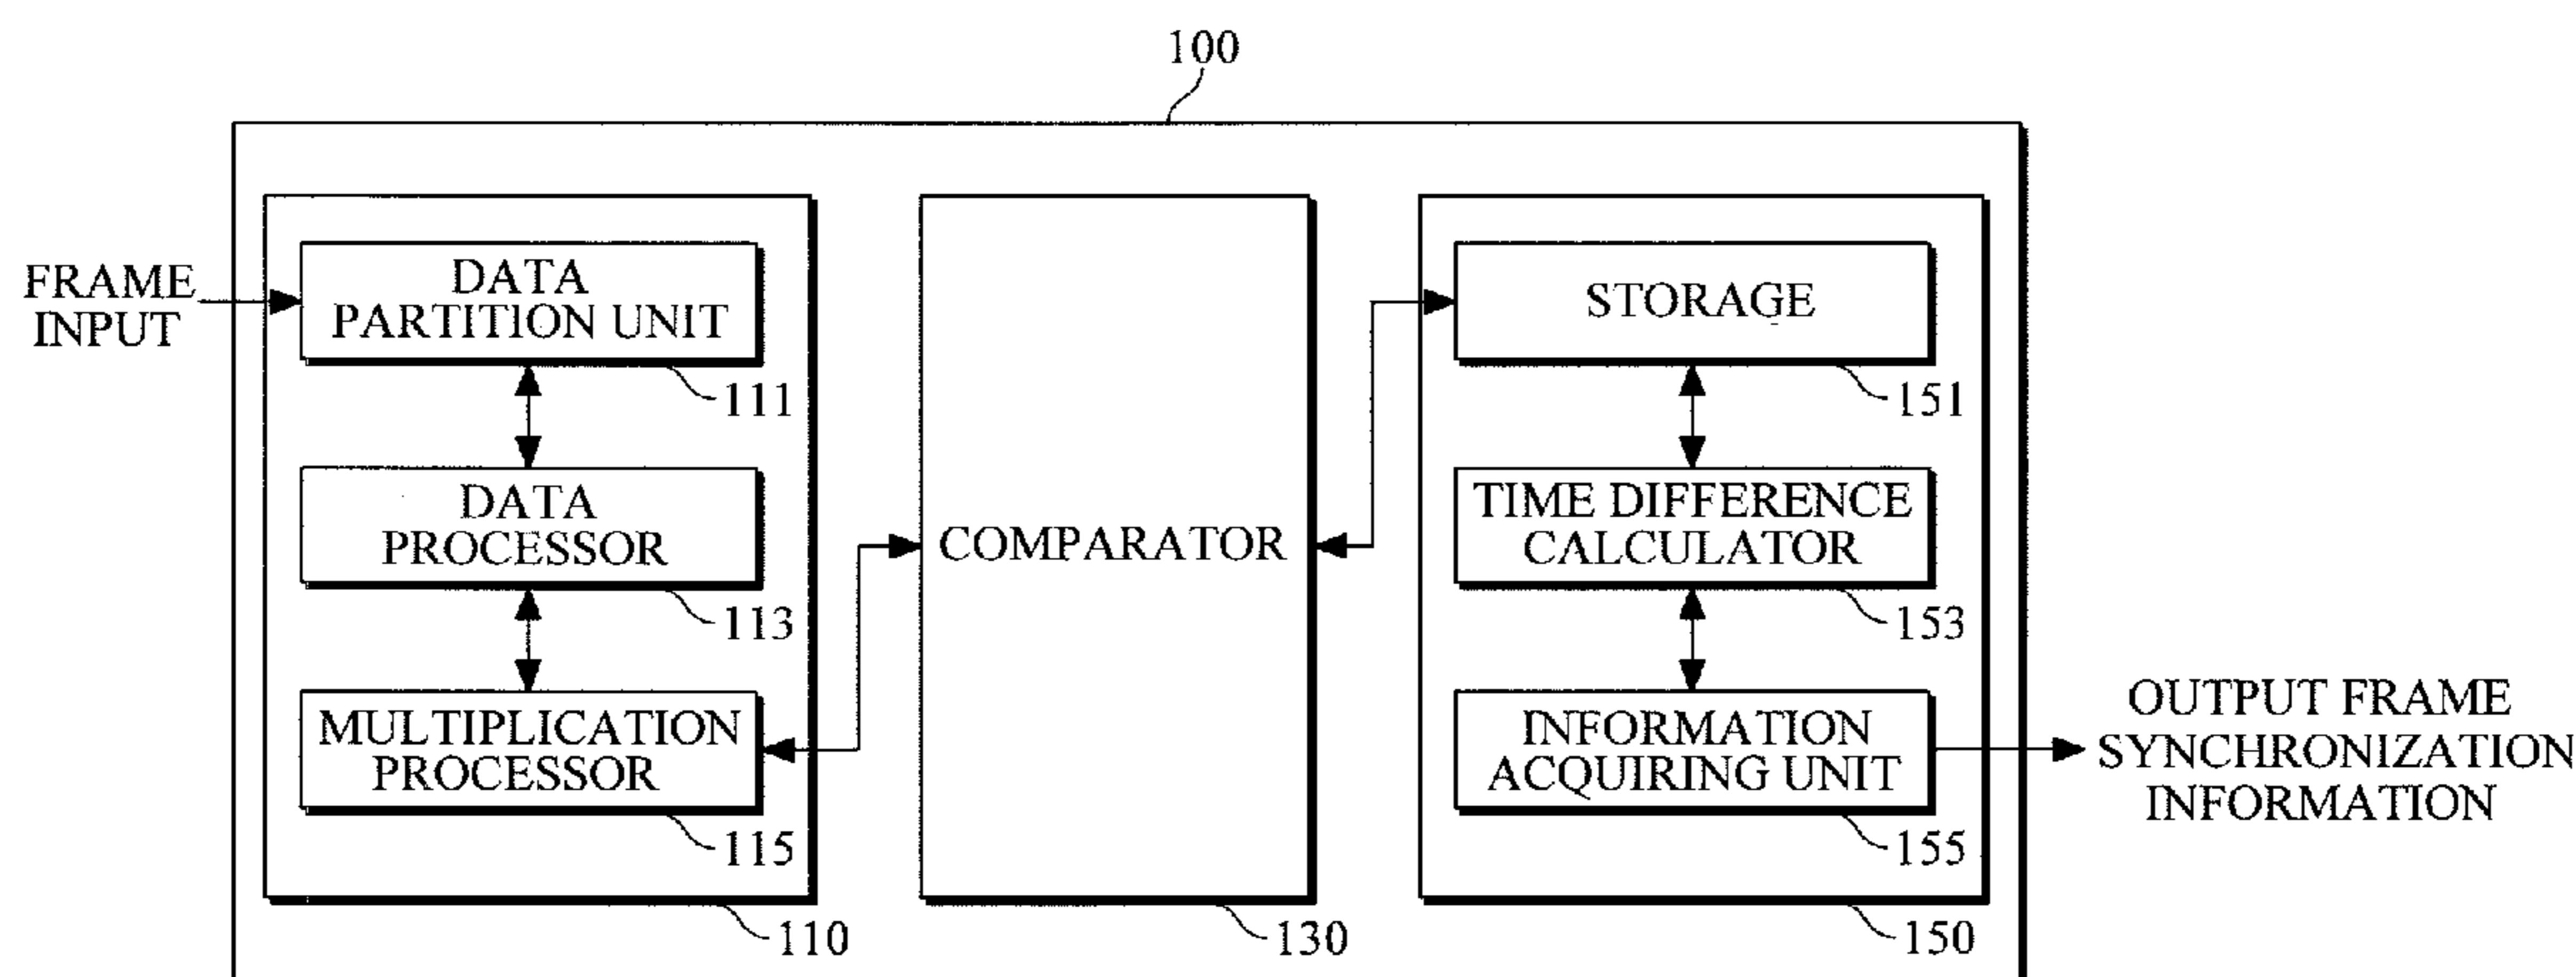 100
FRAME
INPUT
DATA
PARTITION UNIT
111
DATA
PROCESSOR
113
MULTIPLICATION
PROCESSOR
115
110
COMPARATOR
130
STORAGE
151
TIME DIFFERENCE
CALCULATOR
153
INFORMATION
ACQUIRING UNIT
155
150
OUTPUT FRAME
SYNCHRONIZATION
INFORMATION